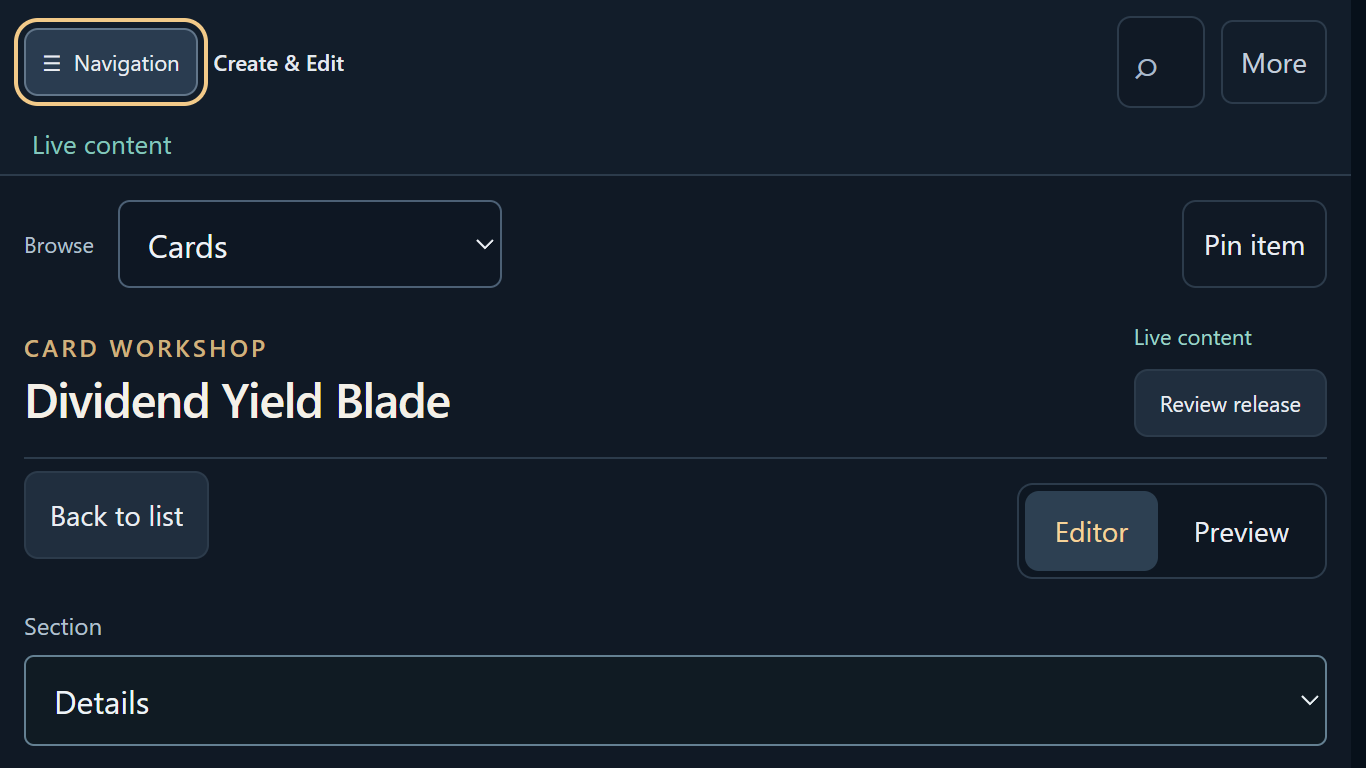 ☰ Navigation Create & Edit More
Live content
Browse Cards Pin item
Live content
CARD WORKSHOP
Dividend Yield Blade
Review release
Back to list Editor Preview
Section
Details